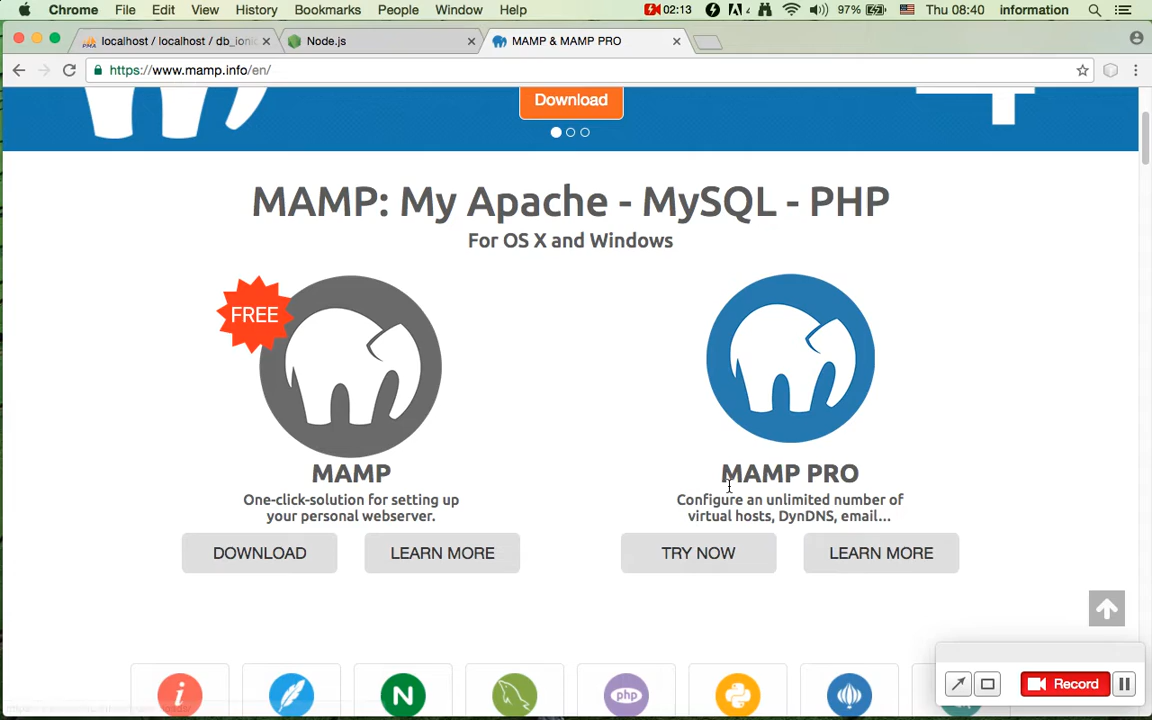 Chrome File Edit View History Bookmarks People Window Help 02:13 4 97% Thu 08:40 information
PMA localhost / localhost / db_ionic Node.js MAMP & MAMP PRO
https://www.mamp.info/en/
Download
MAMP: My Apache - MySQL - PHP
For OS X and Windows
FREE
MAMP
One-click-solution for setting up
your personal webserver.
DOWNLOAD LEARN MORE
MAMP PRO
Configure an unlimited number of
virtual hosts, DynDNS, email...
TRY NOW LEARN MORE
i N php
Record